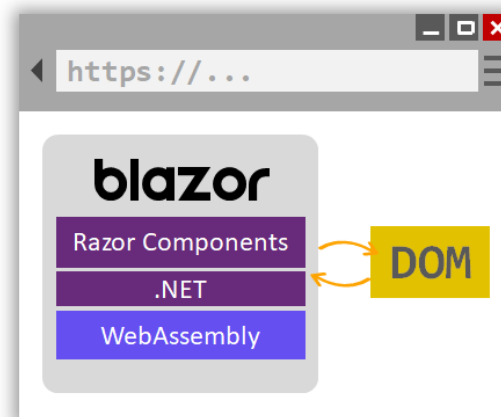 https://...
blazor
Razor Components
.NET
WebAssembly
DOM